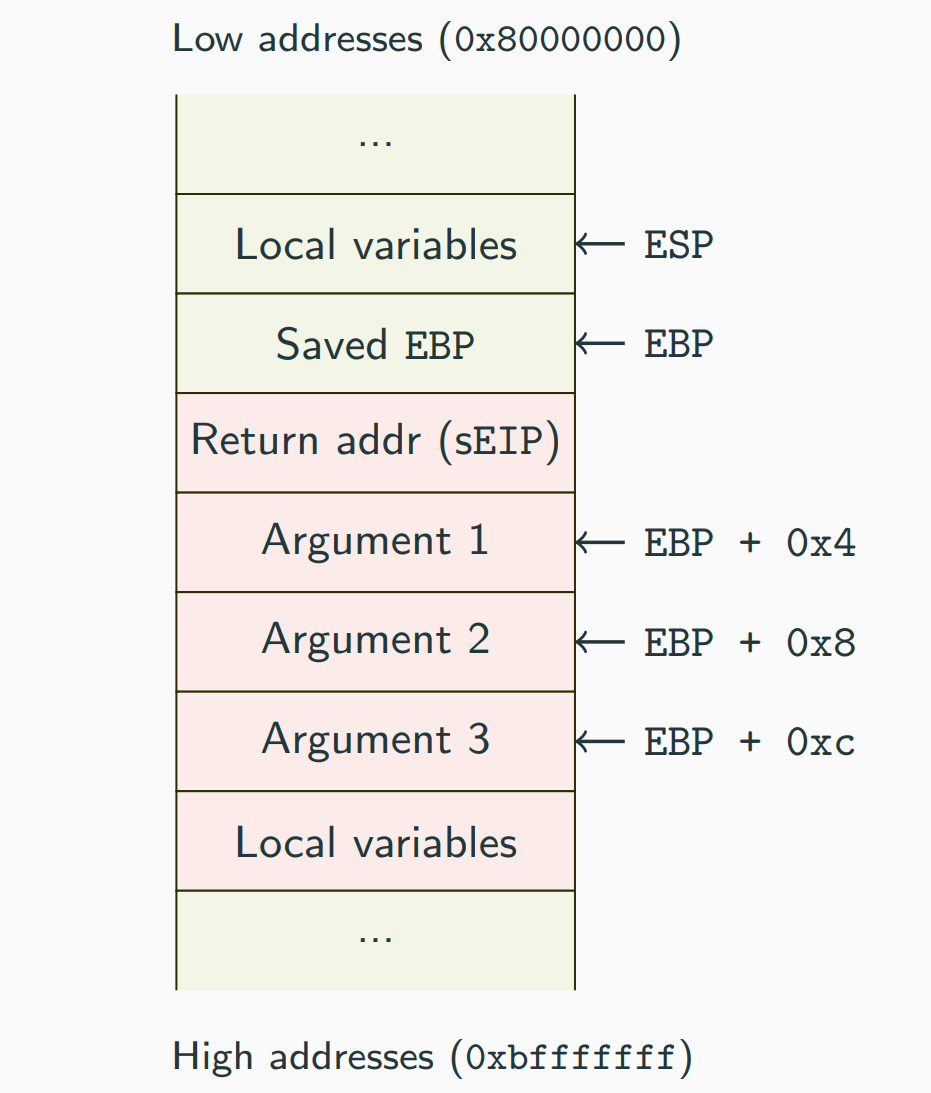 Low addresses (0x80000000)
...
Local variables ← ESP
Saved EBP ← EBP
Return addr (sEIP)
Argument 1 ← EBP + 0x4
Argument 2 ← EBP + 0x8
Argument 3 ← EBP + 0xc
Local variables
...
High addresses (0xbfffffff)